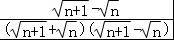 √n+1 − √n
(√n+1 + √n) (√n+1 − √n)